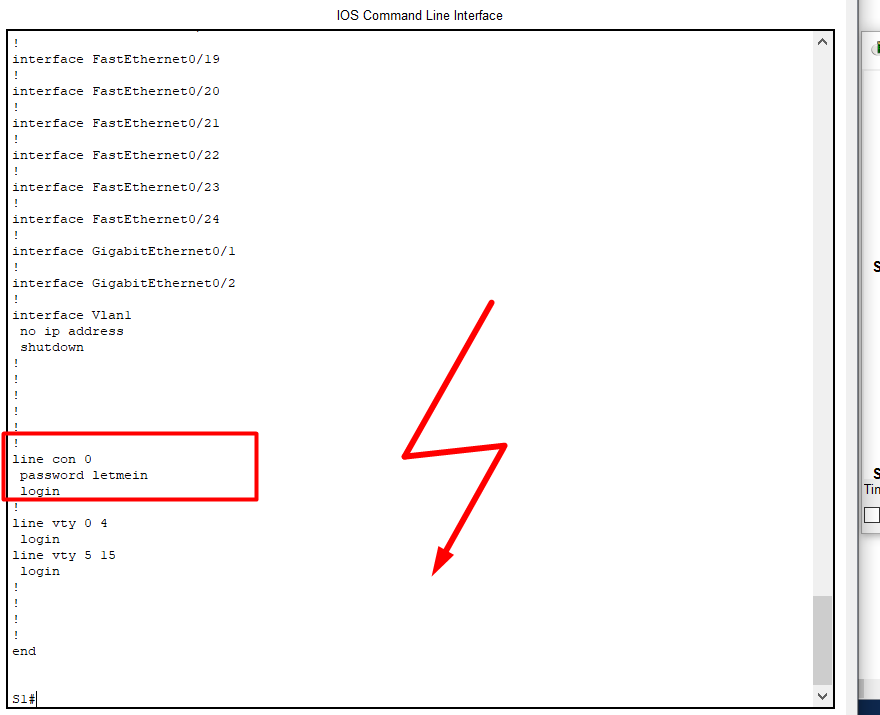 IOS Command Line Interface
!
interface FastEthernet0/19
!
interface FastEthernet0/20
!
interface FastEthernet0/21
!
interface FastEthernet0/22
!
interface FastEthernet0/23
!
interface FastEthernet0/24
!
interface GigabitEthernet0/1
!
interface GigabitEthernet0/2
!
interface Vlan1
 no ip address
 shutdown
!
!
!
!
!
!
line con 0
 password letmein
 login
!
line vty 0 4
 login
line vty 5 15
 login
!
!
!
!
end
S1#